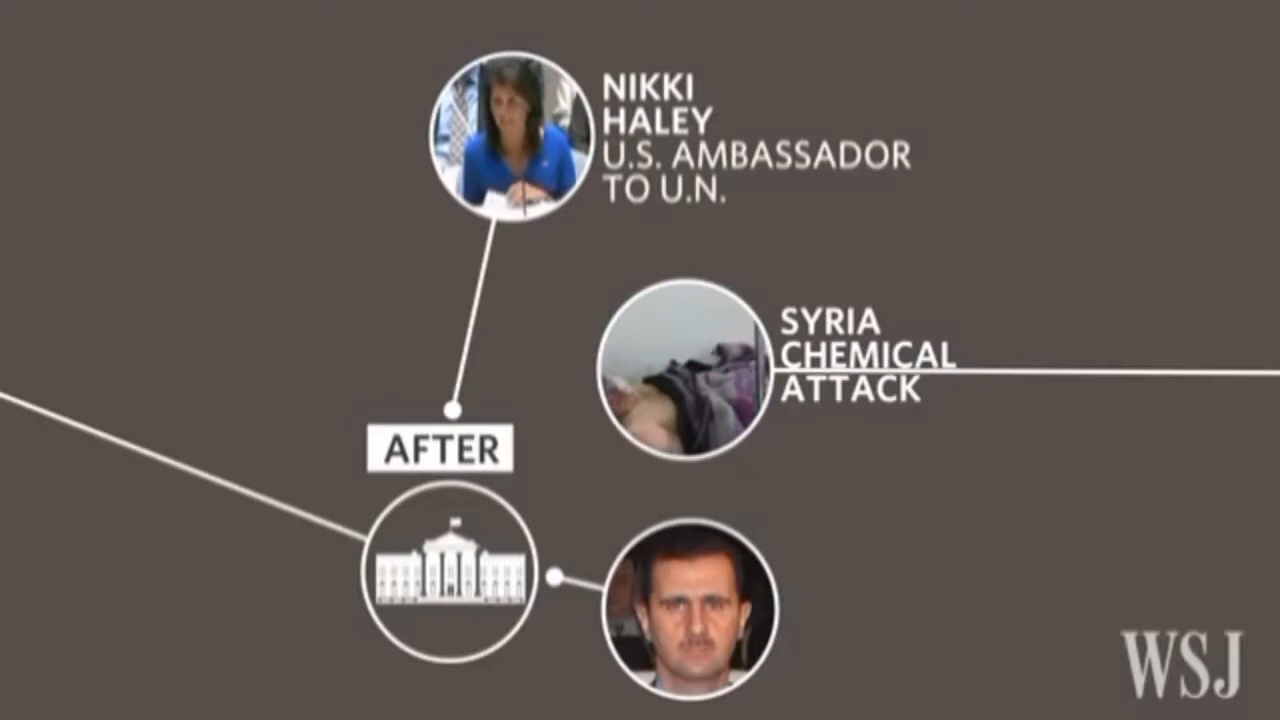 NIKKI
HALEY
U.S. AMBASSADOR
TO U.N.
SYRIA
CHEMICAL
ATTACK
AFTER
WSJ